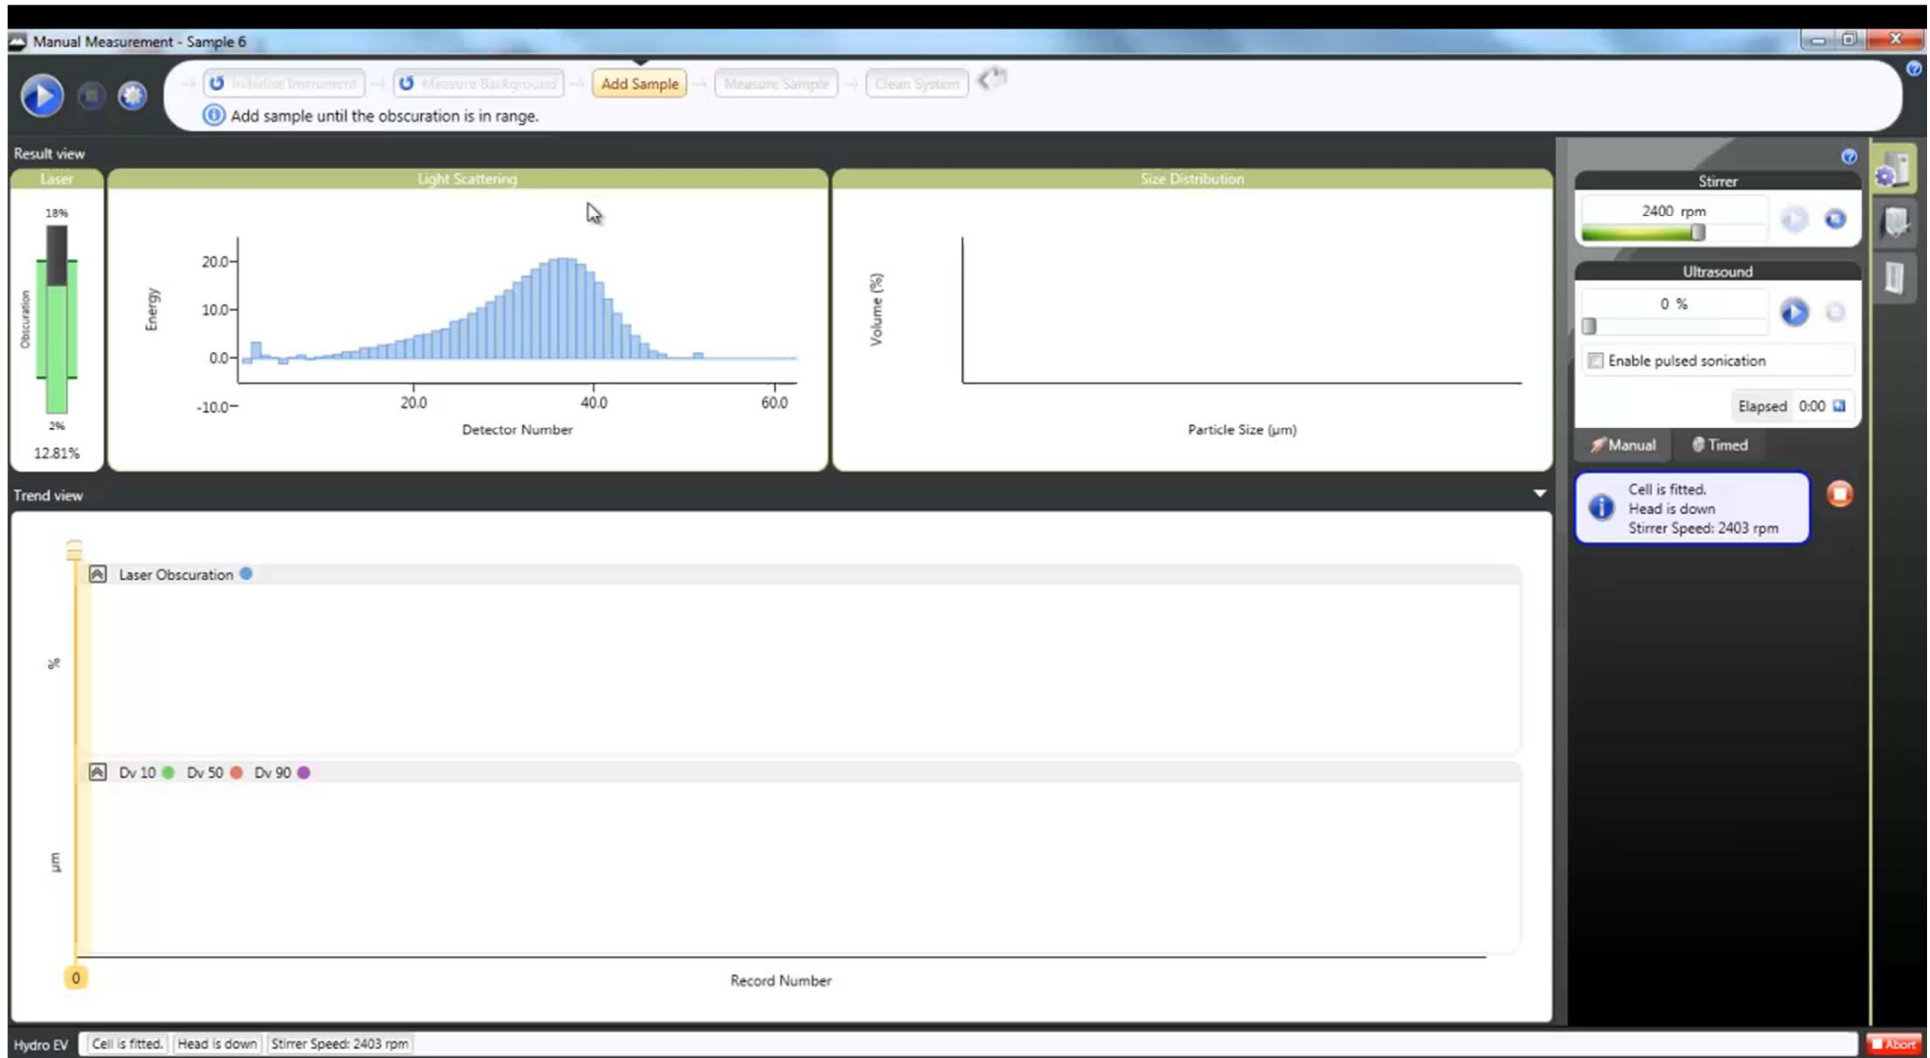 Manual Measurement - Sample 6
Initialise Instrument
Measure Background
Add Sample
Measure Sample
Clean System
Add sample until the obscuration is in range.
Result view
Laser
18%
Obscuration
2%
12.81%
Light Scattering
Energy
20.0
10.0
0.0
-10.0
20.0 40.0 60.0
Detector Number
Size Distribution
Volume (%)
Particle Size (µm)
Stirrer
2400 rpm
Ultrasound
0 %
Enable pulsed sonication
Elapsed 0:00
Manual Timed
Cell is fitted.
Head is down
Stirrer Speed: 2403 rpm
Trend view
Laser Obscuration
%
Dv 10 Dv 50 Dv 90
µm
0
Record Number
Hydro EV Cell is fitted. Head is down Stirrer Speed: 2403 rpm
Abort